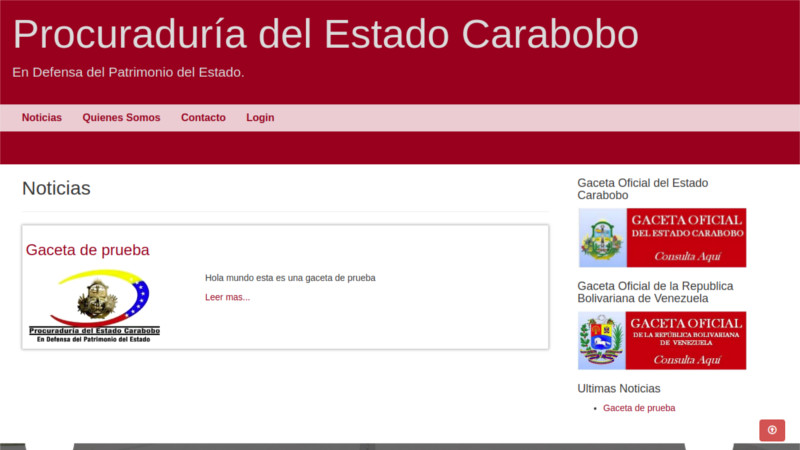 Procuraduría del Estado Carabobo
En Defensa del Patrimonio del Estado.
Noticias Quienes Somos Contacto Login
Noticias
Gaceta de prueba
Procuraduría del Estado Carabobo
En Defensa del Patrimonio del Estado
Hola mundo esta es una gaceta de prueba
Leer mas...
Gaceta Oficial del Estado
Carabobo
GACETA OFICIAL
DEL ESTADO CARABOBO
Consulta Aquí
Gaceta Oficial de la Republica
Bolivariana de Venezuela
GACETA OFICIAL
DE LA REPÚBLICA BOLIVARIANA
DE VENEZUELA
Consulta Aquí
Ultimas Noticias
Gaceta de prueba